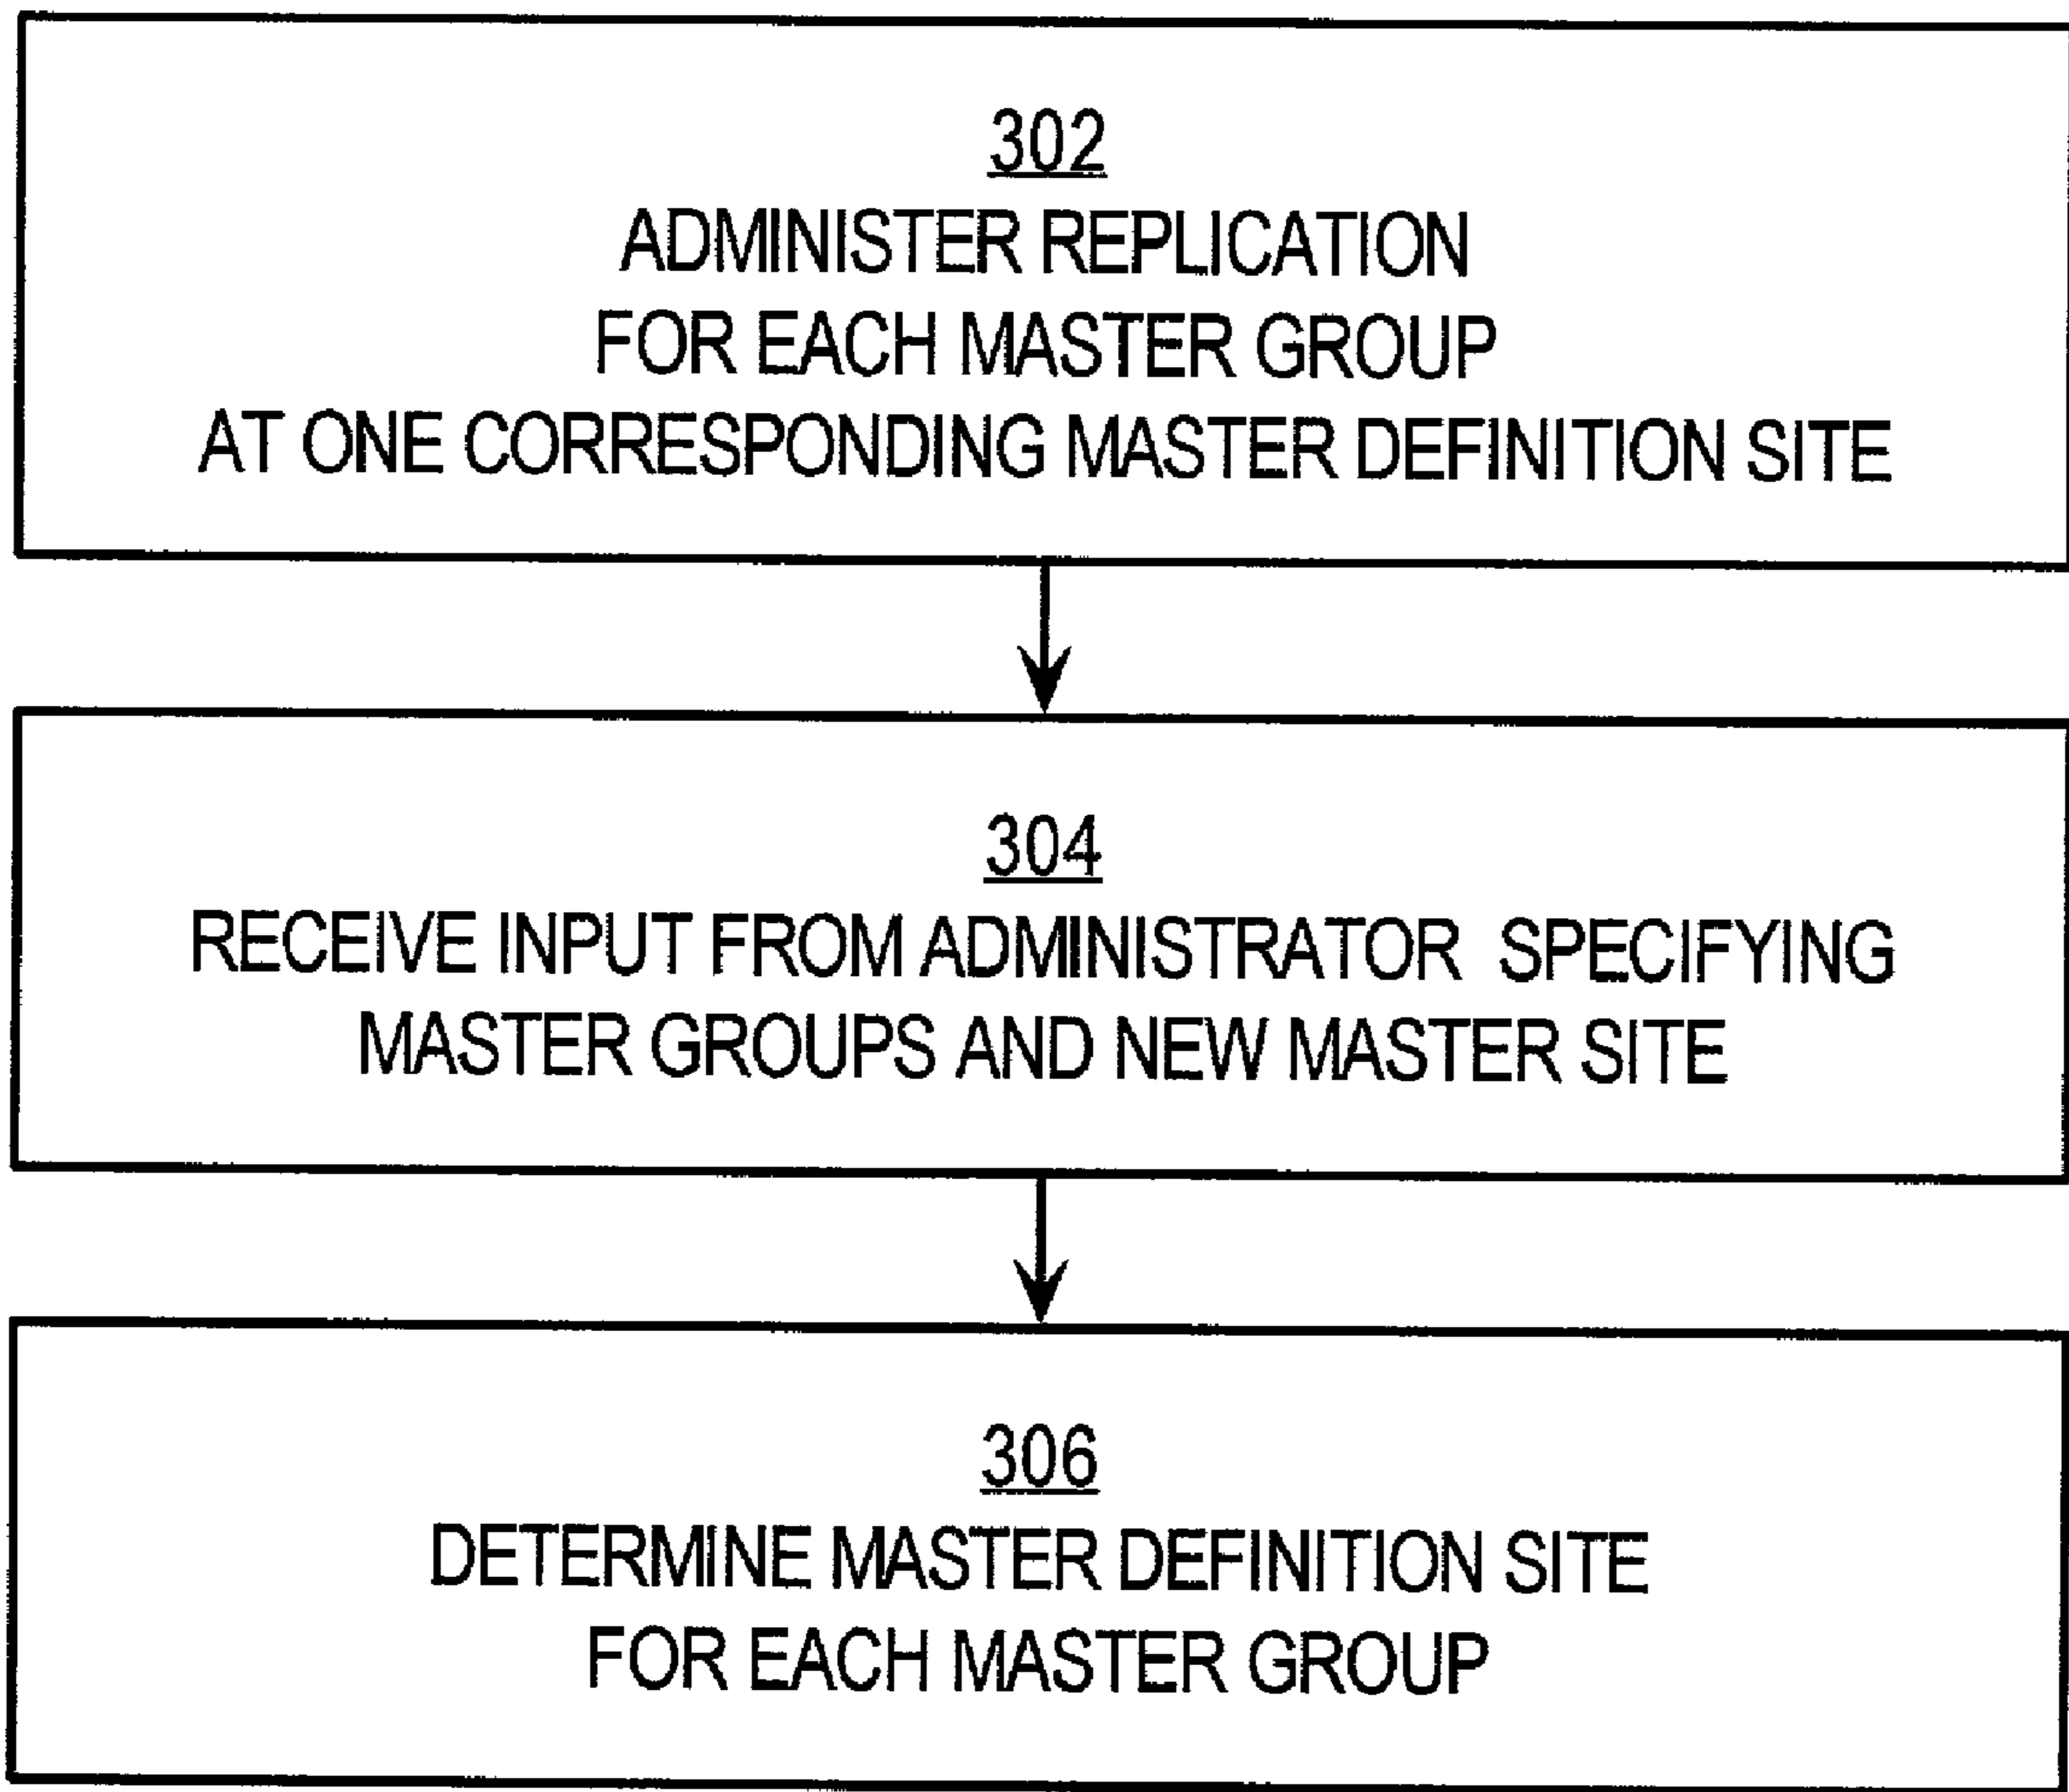 302
ADMINISTER REPLICATION
FOR EACH MASTER GROUP
AT ONE CORRESPONDING MASTER DEFINITION SITE
304
RECEIVE INPUT FROM ADMINISTRATOR SPECIFYING
MASTER GROUPS AND NEW MASTER SITE
306
DETERMINE MASTER DEFINITION SITE
FOR EACH MASTER GROUP